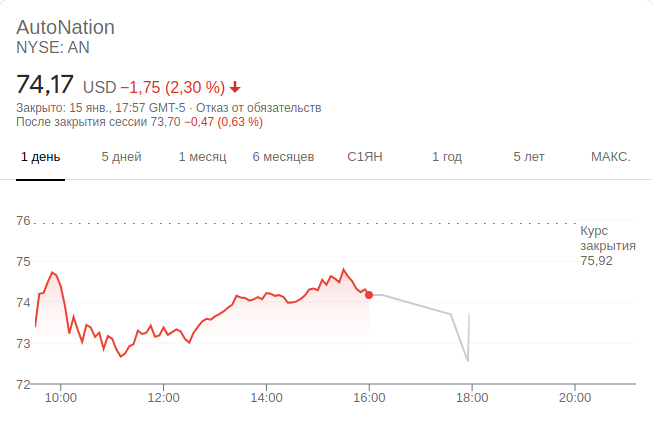 AutoNation
NYSE: AN
74,17 USD −1,75 (2,30 %)
Закрыто: 15 янв., 17:57 GMT-5 · Отказ от обязательств
После закрытия сессии 73,70 −0,47 (0,63 %)
1 день 5 дней 1 месяц 6 месяцев С1ЯН 1 год 5 лет МАКС.
76
Курс
закрытия
75,92
75
74
73
72
10:00 12:00 14:00 16:00 18:00 20:00